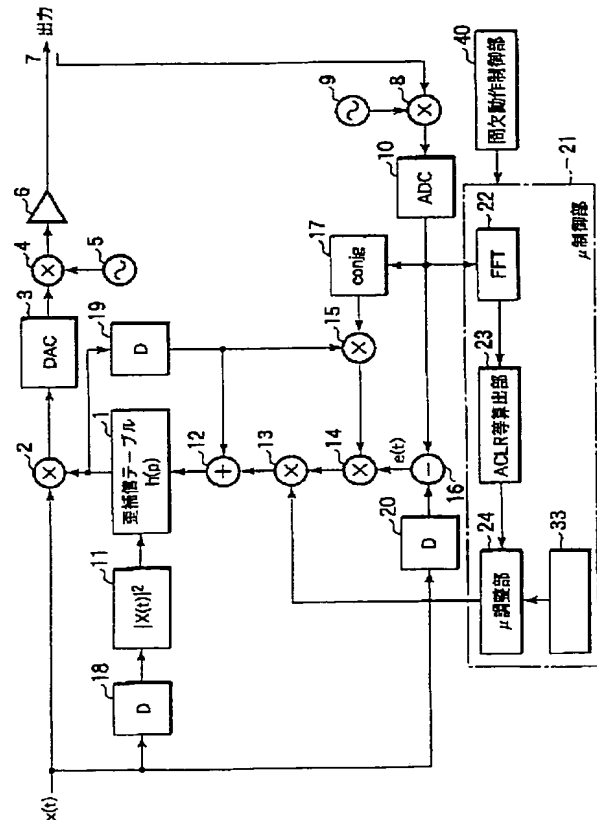 x(t)
2
×
DAC
3
4
×
5
6
7
出力
18
D
11
|X(t)|²
1
歪補信テーブル
h(p)
19
D
12
+
13
×
14
×
15
×
17
conjg
e(t)
16
−
20
D
9
8
×
10
ADC
40
間欠動作制御部
21
μ制御部
22
FFT
23
ACLR等算出部
24
μ調整部
33